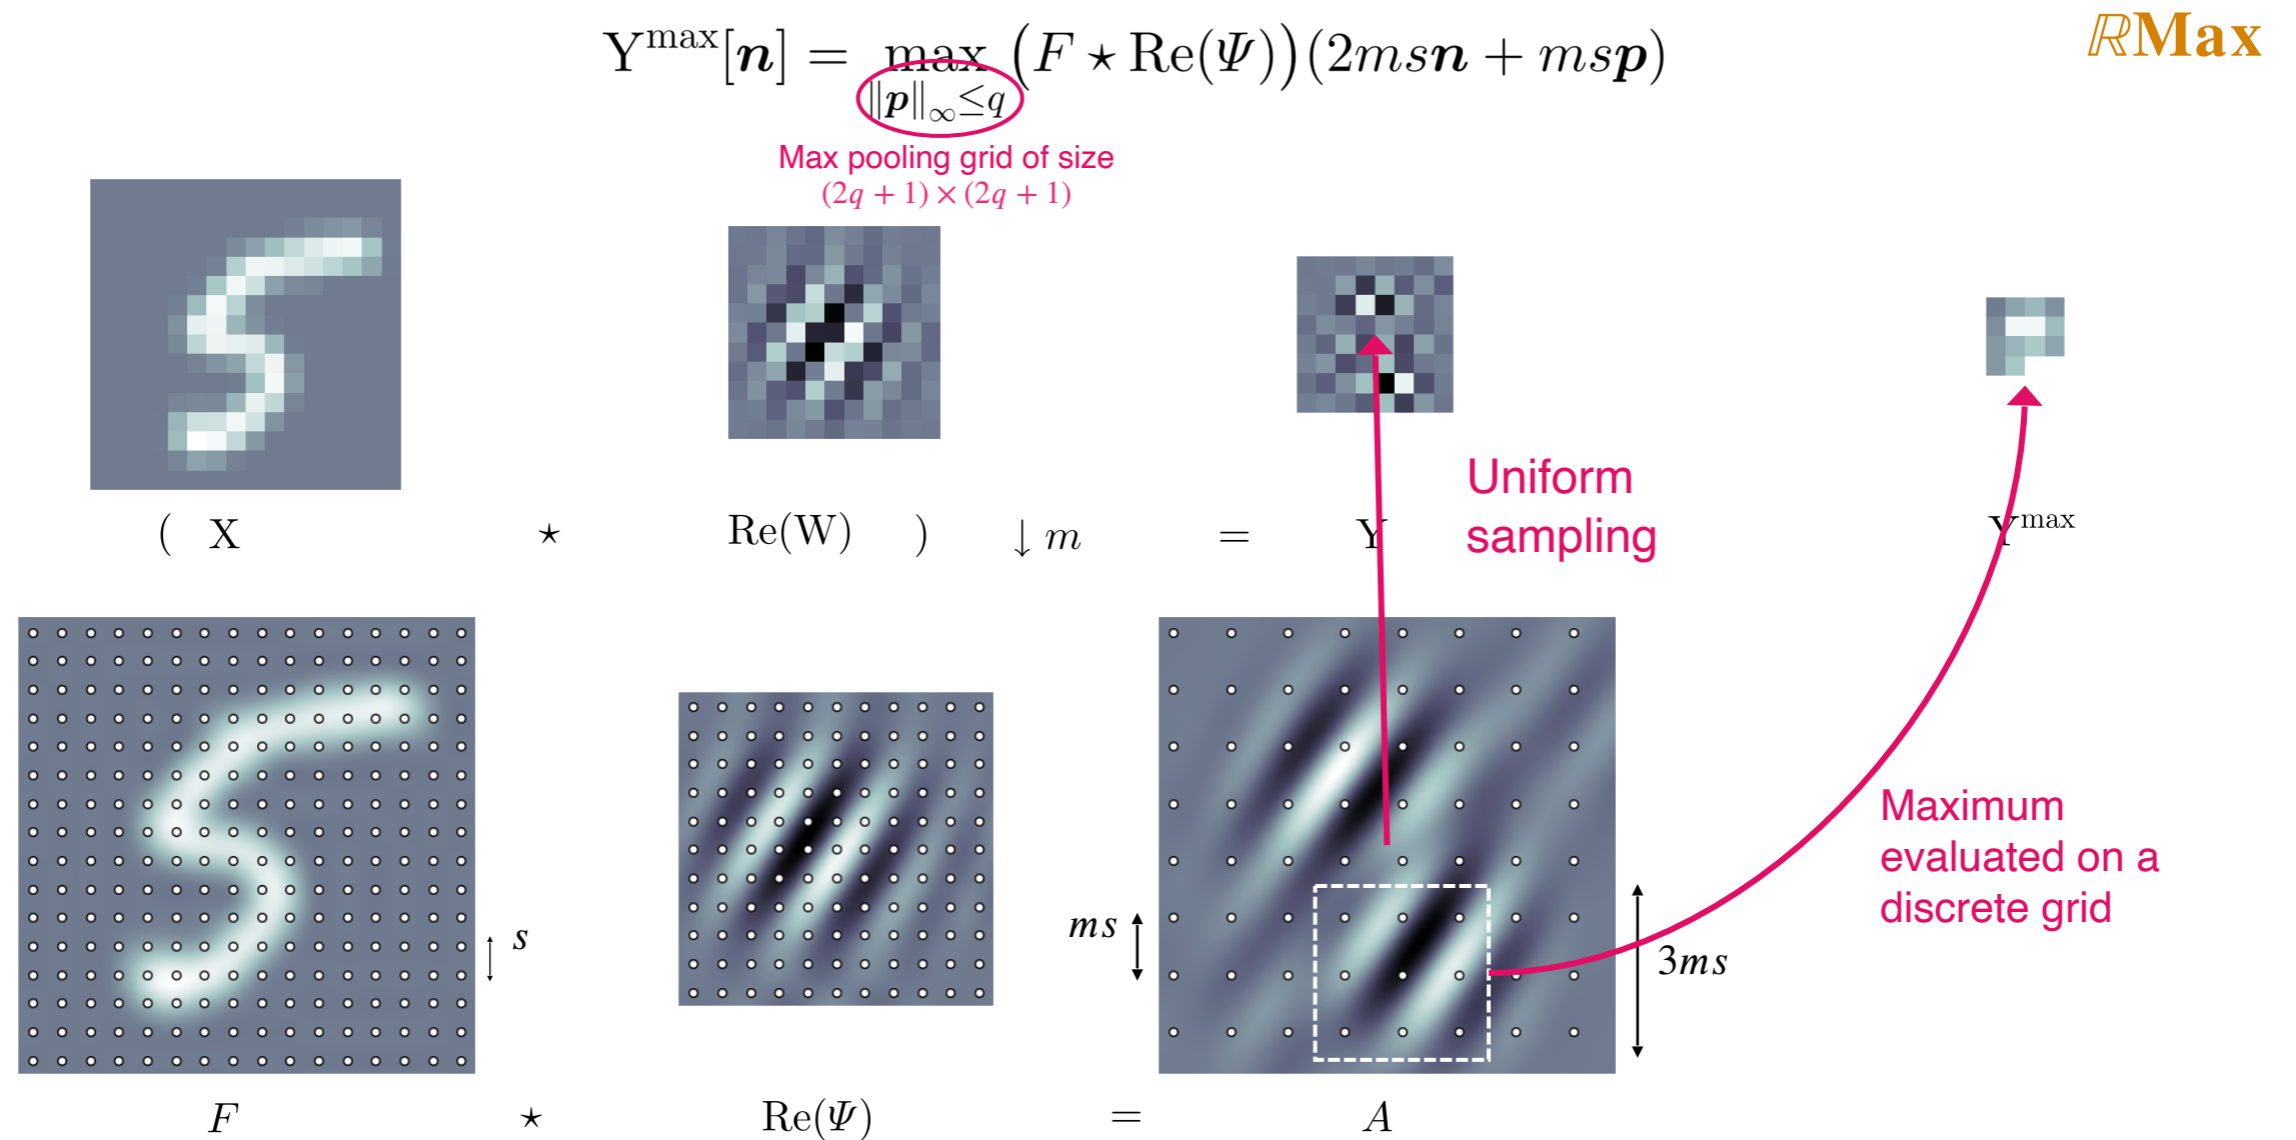 Y^max[n] = max_{‖p‖_∞≤q} (F ⋆ Re(Ψ))(2msn + msp)
ℝMax
Max pooling grid of size
(2q + 1) × (2q + 1)
( X ⋆ Re(W) ) ↓ m = Y
Y^max
Uniform
sampling
s
ms
3ms
Maximum
evaluated on a
discrete grid
F ⋆ Re(Ψ) = A